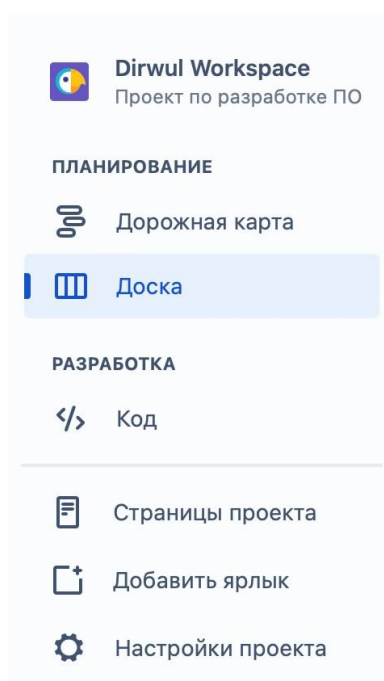 Dirwul Workspace
Проект по разработке ПО
ПЛАНИРОВАНИЕ
Дорожная карта
Доска
РАЗРАБОТКА
Код
Страницы проекта
Добавить ярлык
Настройки проекта